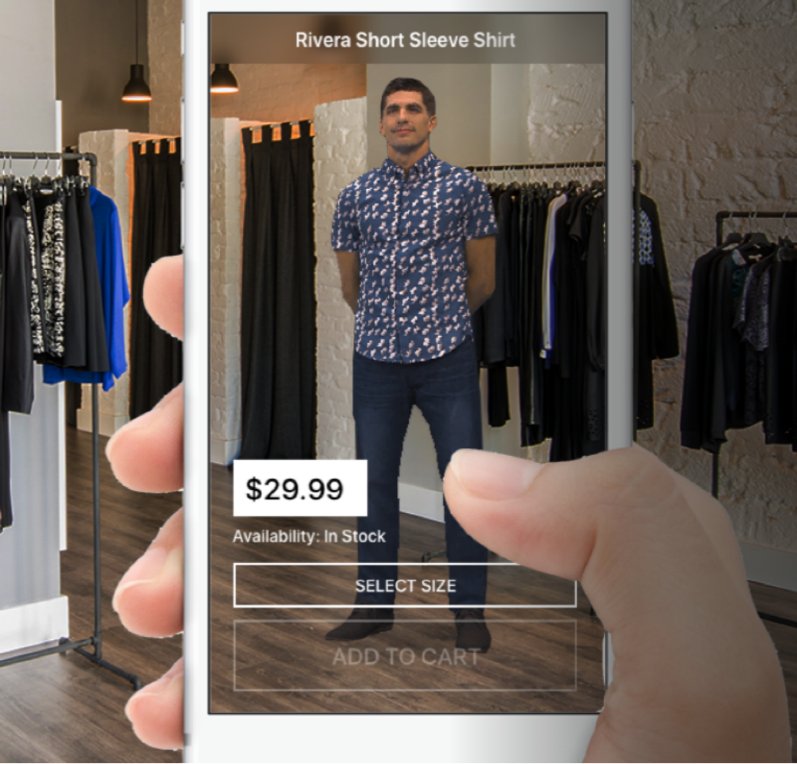 Rivera Short Sleeve Shirt
$29.99
Availability: In Stock
SELECT SIZE
ADD TO CART